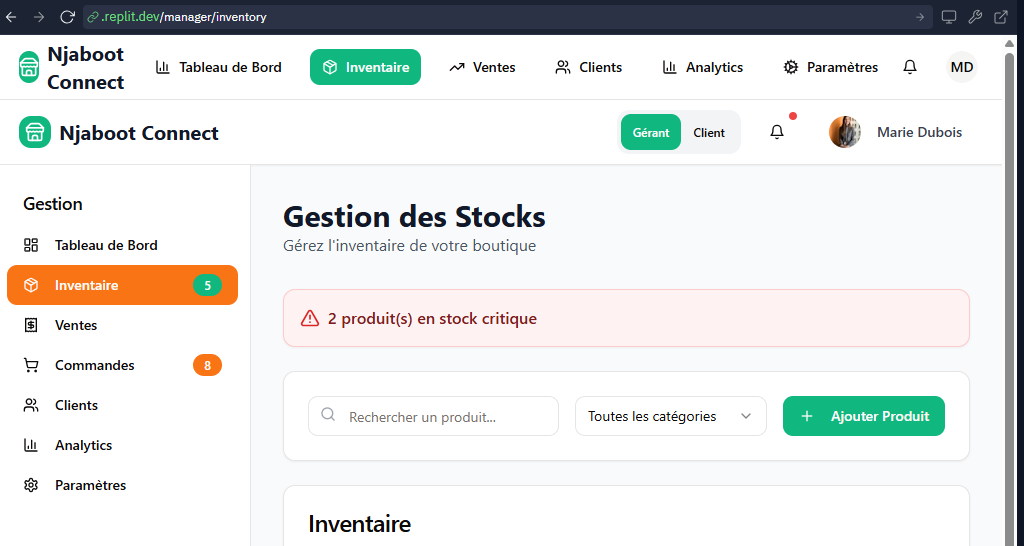 .replit.dev/manager/inventory
Njaboot
Connect
Tableau de Bord
Inventaire
Ventes
Clients
Analytics
Paramètres
MD
Njaboot Connect
Gérant
Client
Marie Dubois
Gestion
Tableau de Bord
Inventaire
5
Ventes
Commandes
8
Clients
Analytics
Paramètres
Gestion des Stocks
Gérez l'inventaire de votre boutique
2 produit(s) en stock critique
Rechercher un produit...
Toutes les catégories
Ajouter Produit
Inventaire